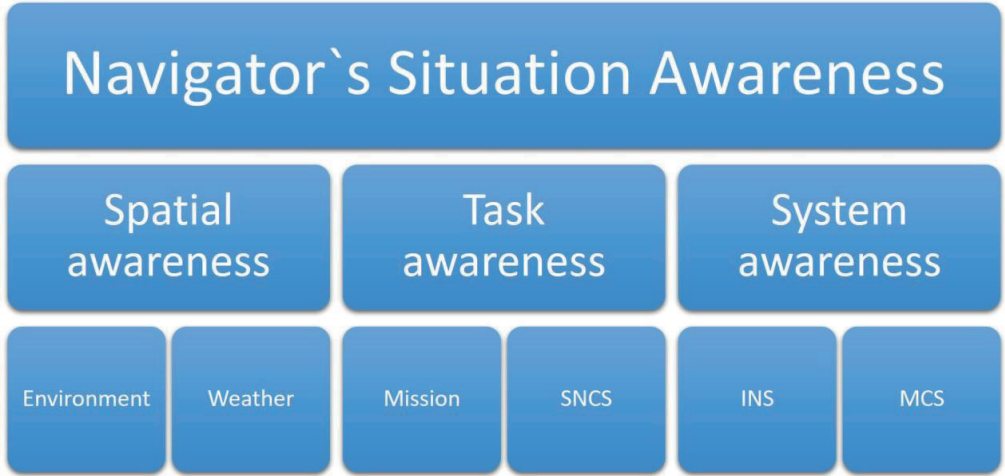 Navigator`s Situation Awareness
Spatial
awareness
Task
awareness
System
awareness
Environment
Weather
Mission
SNCS
INS
MCS